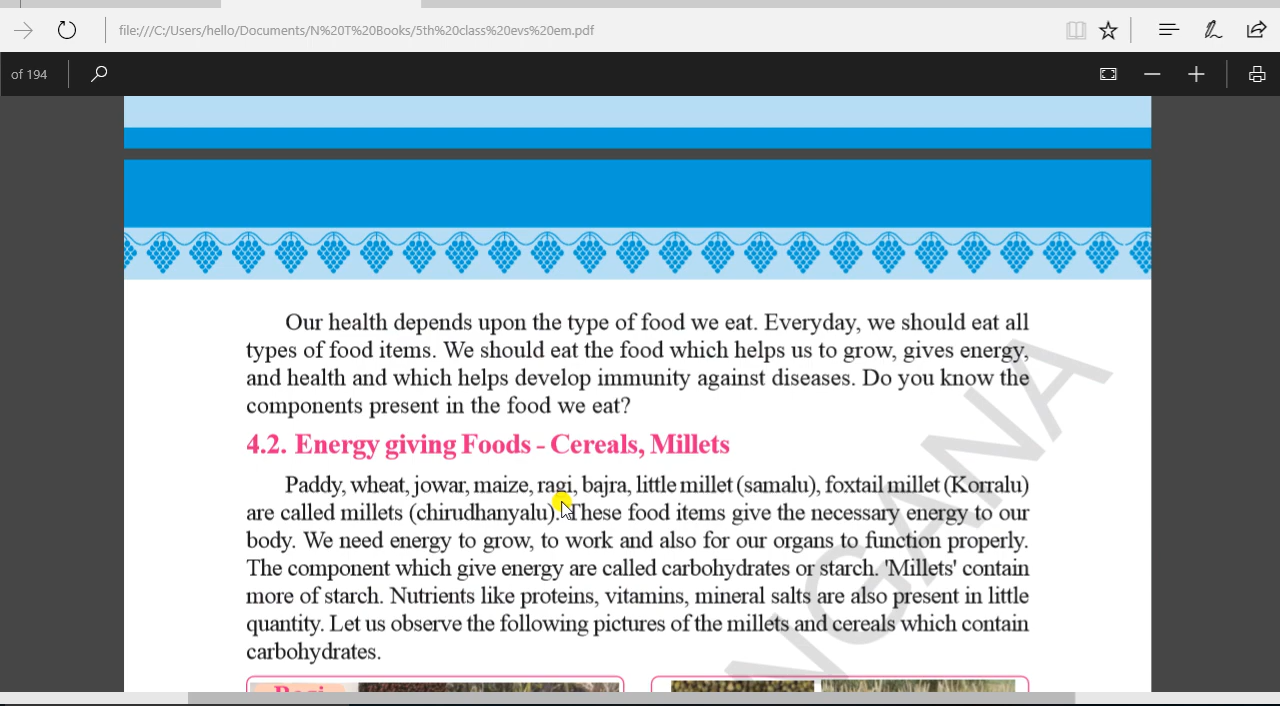 file:///C:/Users/hello/Documents/N%20T%20Books/5th%20class%20evs%20em.pdf
of 194
Our health depends upon the type of food we eat. Everyday, we should eat all
types of food items. We should eat the food which helps us to grow, gives energy,
and health and which helps develop immunity against diseases. Do you know the
components present in the food we eat?
4.2. Energy giving Foods - Cereals, Millets
Paddy, wheat, jowar, maize, ragi, bajra, little millet (samalu), foxtail millet (Korralu)
are called millets (chirudhanyalu). These food items give the necessary energy to our
body. We need energy to grow, to work and also for our organs to function properly.
The component which give energy are called carbohydrates or starch. 'Millets' contain
more of starch. Nutrients like proteins, vitamins, mineral salts are also present in little
quantity. Let us observe the following pictures of the millets and cereals which contain
carbohydrates.
NGANA